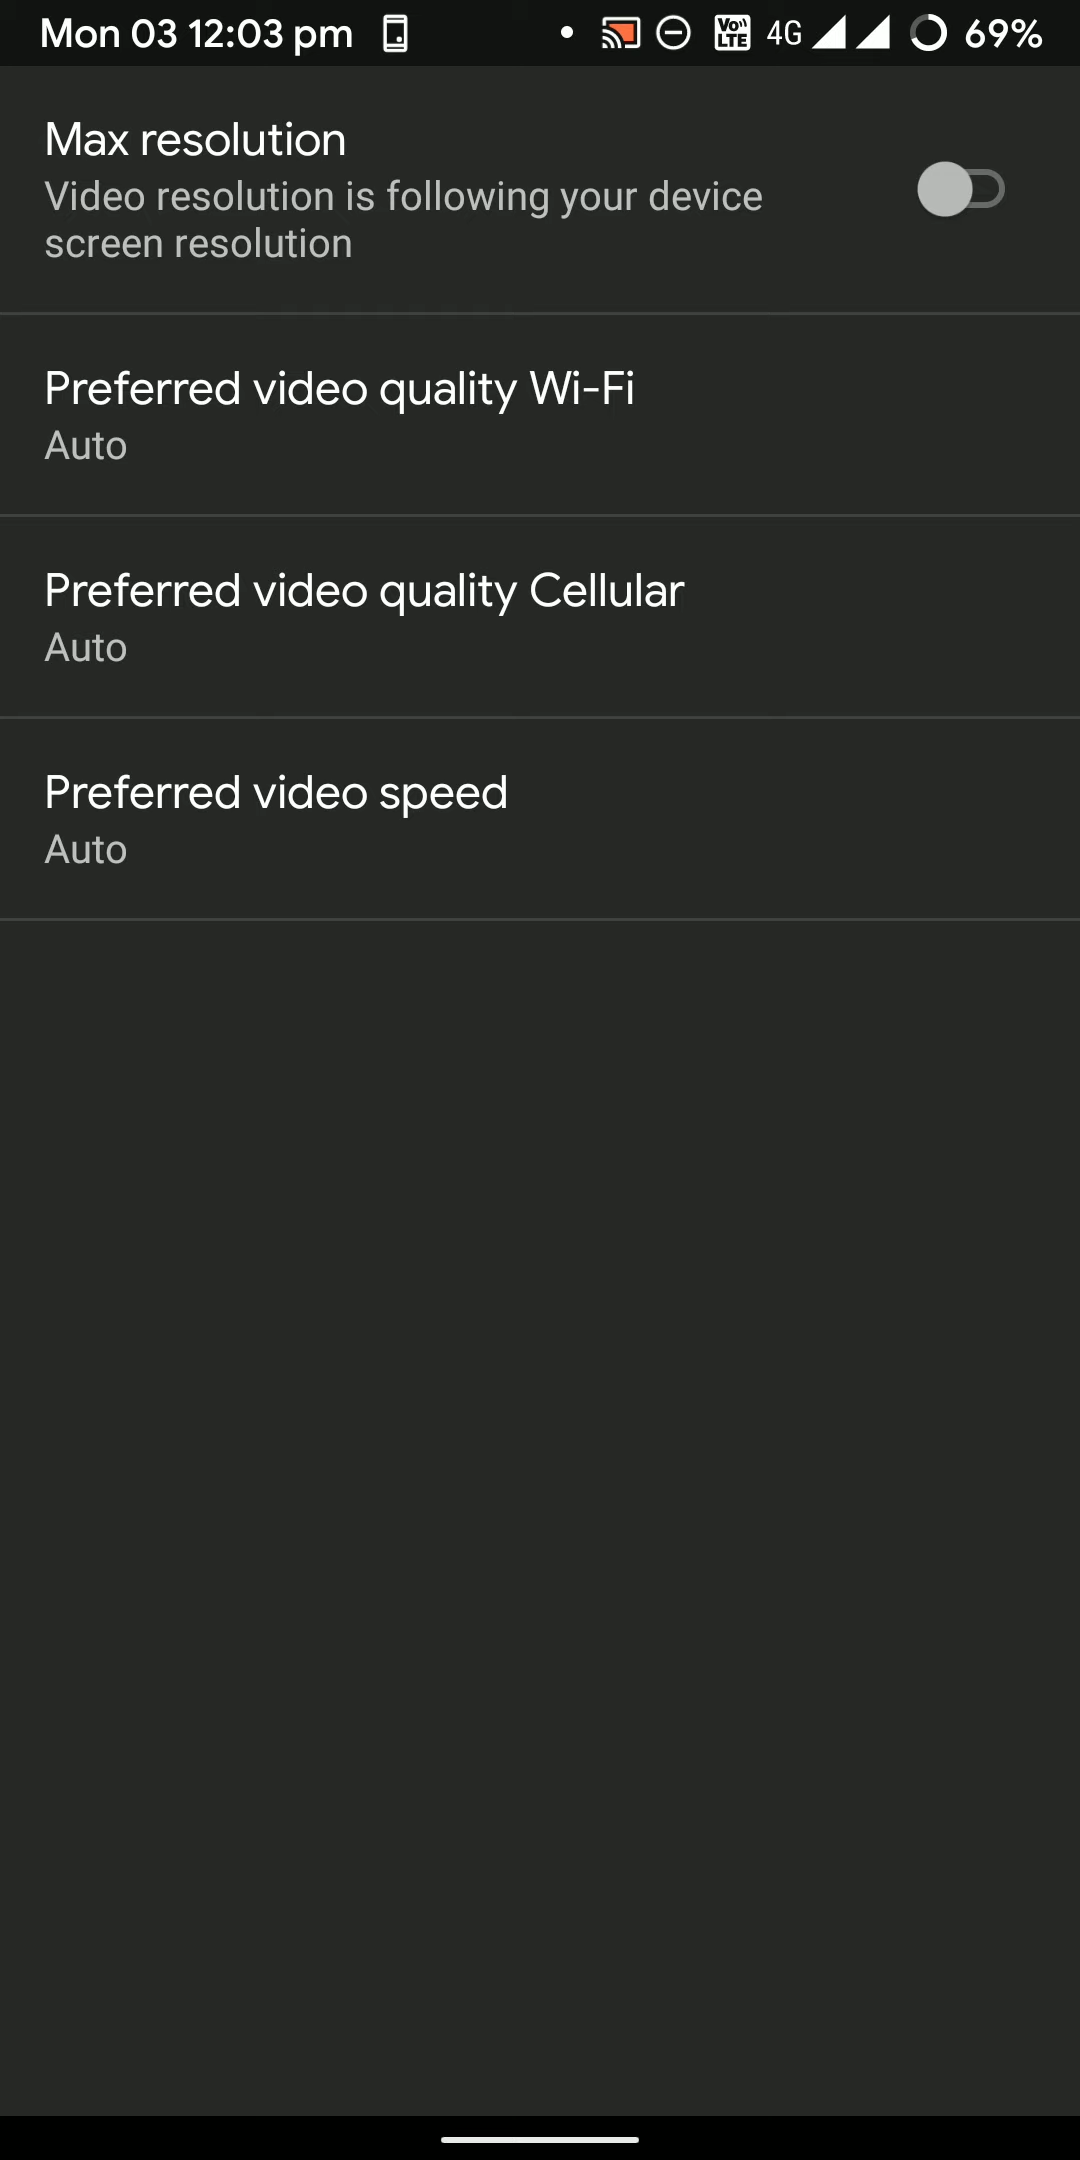 Mon 03 12:03 pm VoLTE 4G 69%
Max resolution
Video resolution is following your device
screen resolution
Preferred video quality Wi-Fi
Auto
Preferred video quality Cellular
Auto
Preferred video speed
Auto